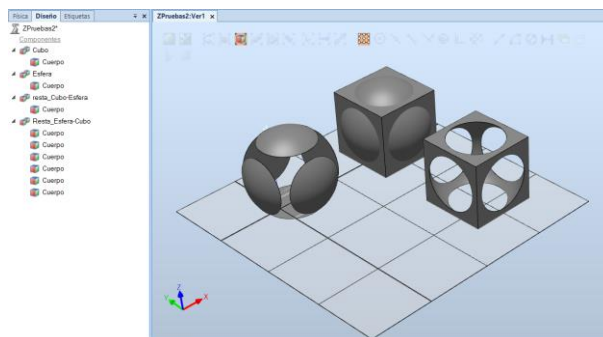 Física Diseño Etiquetas
ZPruebas2*
Componentes
Cubo
Cuerpo
Esfera
Cuerpo
resta_Cubo-Esfera
Cuerpo
Resta_Esfera-Cubo
Cuerpo
Cuerpo
Cuerpo
Cuerpo
Cuerpo
Cuerpo
ZPruebas2:Ver1
Z
Y
X